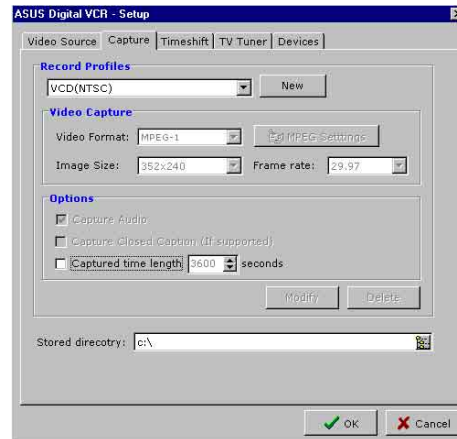 ASUS Digital VCR - Setup
Video Source Capture Timeshift TV Tuner Devices
Record Profiles
VCD(NTSC) New
Video Capture
Video Format: MPEG-1 MPEG Settings
Image Size: 352x240 Frame rate: 29.97
Options
Capture Audio
Capture Closed Caption (If supported)
Captured time length 3600 seconds
Modify Delete
Stored direcotry: c:\
OK Cancel